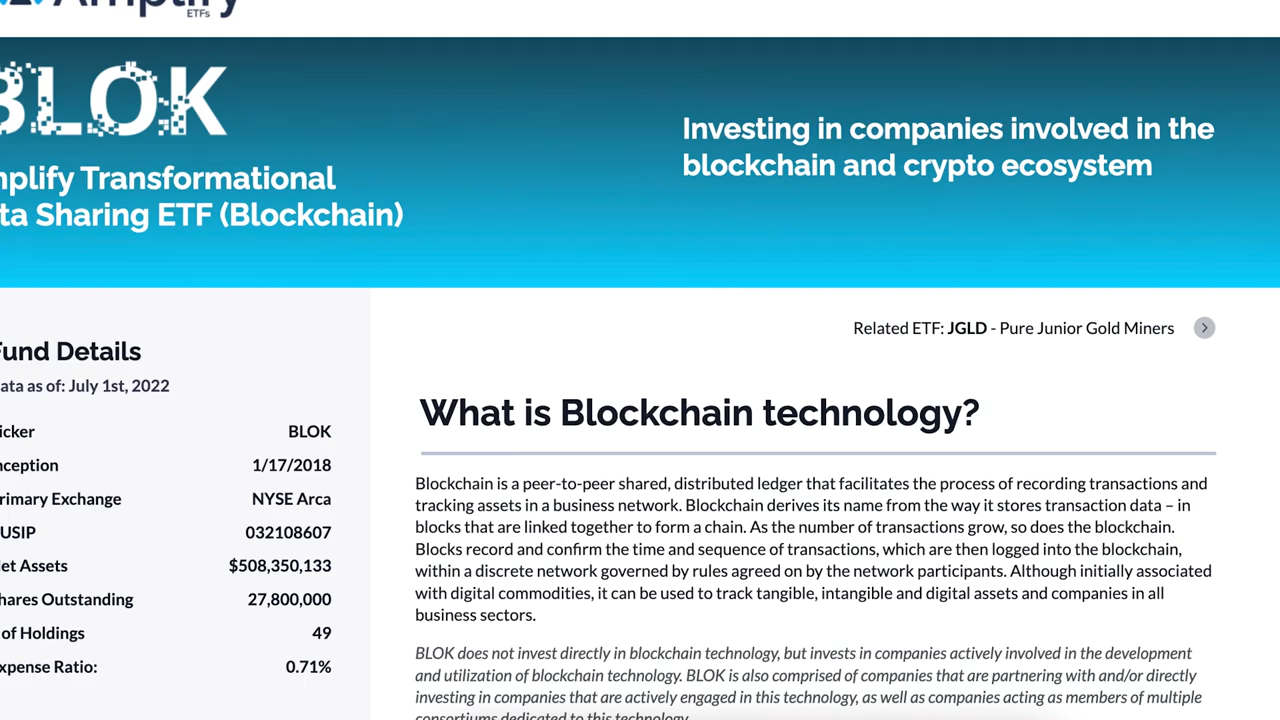 Amplify
ETFs
BLOK
Investing in companies involved in the
blockchain and crypto ecosystem
mplify Transformational
ta Sharing ETF (Blockchain)
Related ETF: JGLD - Pure Junior Gold Miners
Fund Details
ata as of: July 1st, 2022
icker BLOK
nception 1/17/2018
rimary Exchange NYSE Arca
USIP 032108607
et Assets $508,350,133
hares Outstanding 27,800,000
of Holdings 49
xpense Ratio: 0.71%
What is Blockchain technology?
Blockchain is a peer-to-peer shared, distributed ledger that facilitates the process of recording transactions and
tracking assets in a business network. Blockchain derives its name from the way it stores transaction data – in
blocks that are linked together to form a chain. As the number of transactions grow, so does the blockchain.
Blocks record and confirm the time and sequence of transactions, which are then logged into the blockchain,
within a discrete network governed by rules agreed on by the network participants. Although initially associated
with digital commodities, it can be used to track tangible, intangible and digital assets and companies in all
business sectors.
BLOK does not invest directly in blockchain technology, but invests in companies actively involved in the development
and utilization of blockchain technology. BLOK is also comprised of companies that are partnering with and/or directly
investing in companies that are actively engaged in this technology, as well as companies acting as members of multiple
consortiums dedicated to this technology.